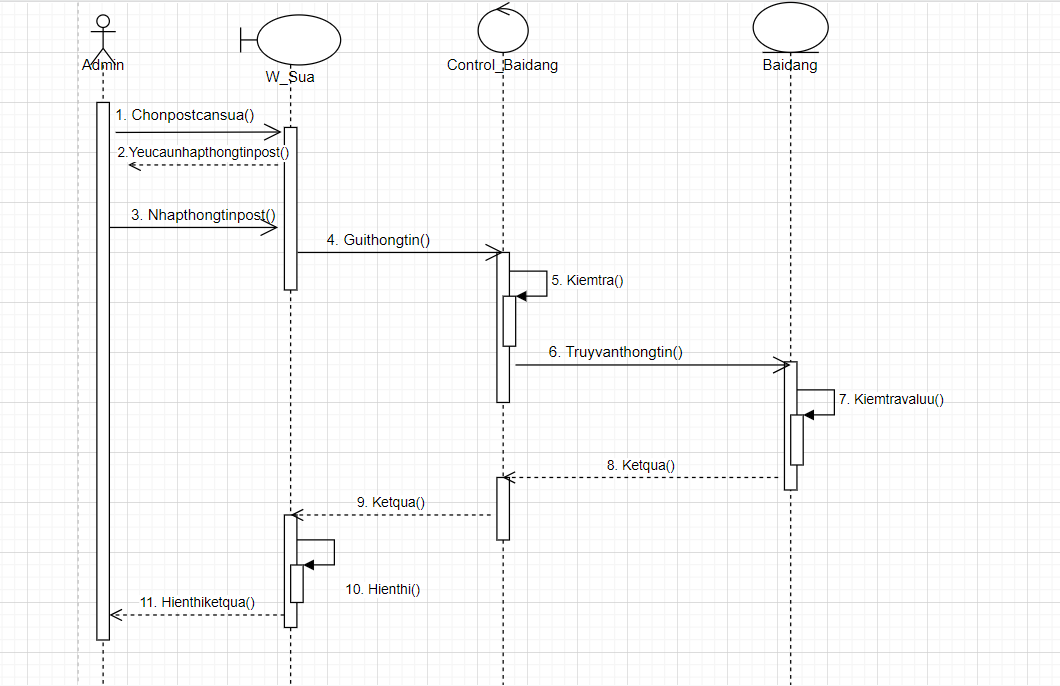 Admin
W_Sua
Control_Baidang
Baidang
1. Chonpostcansua()
2.Yeucaunhapthongtinpost()
3. Nhapthongtinpost()
4. Guithongtin()
5. Kiemtra()
6. Truyvanthongtin()
7. Kiemtravaluu()
8. Ketqua()
9. Ketqua()
10. Hienthi()
11. Hienthiketqua()